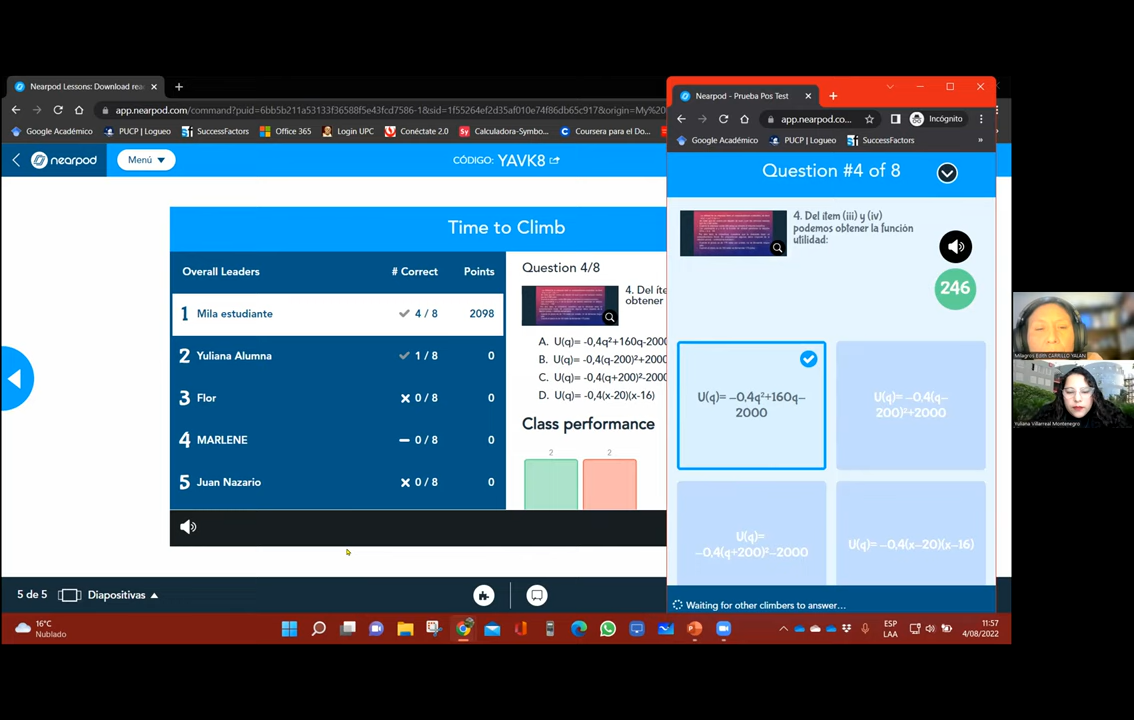 Nearpod Lessons: Download rea
app.nearpod.com/command?puid=6bb5b211a53133f36588f5e43fcd7586-1&sid=1f55264ef2d35af010e74f86db65c917&origin=My%20
Google Académico
PUCP | Logueo
SuccessFactors
Office 365
Login UPC
Conéctate 2.0
Calculadora-Symbo...
Coursera para el Do...
nearpod
Menú
CÓDIGO: YAVK8
Time to Climb
Overall Leaders
# Correct
Points
1 Mila estudiante 4 / 8 2098
2 Yuliana Alumna 1 / 8 0
3 Flor 0 / 8 0
4 MARLENE 0 / 8 0
5 Juan Nazario 0 / 8 0
Question 4/8
4. Del íte
obtener
A. U(q)= -0,4q²+160q-2000
B. U(q)= -0,4(q-200)²+2000
C. U(q)= -0,4(q+200)²-2000
D. U(q)= -0,4(x-20)(x-16)
Class performance
2
2
5 de 5
Diapositivas
Nearpod - Prueba Pos Test
app.nearpod.co...
Incógnito
Google Académico
PUCP | Logueo
SuccessFactors
»
Question #4 of 8
4. Del ítem (iii) y (iv)
podemos obtener la función
utilidad:
246
U(q)= -0,4q²+160q-
2000
U(q)= -0,4(q-
200)²+2000
U(q)=
-0,4(q+200)²-2000
U(q)= -0,4(x-20)(x-16)
Waiting for other climbers to answer...
Milagros Edith CARRILLO YALAN
Yuliana Villarreal Montenegro
16°C
Nublado
ESP
LAA
11:57
4/08/2022